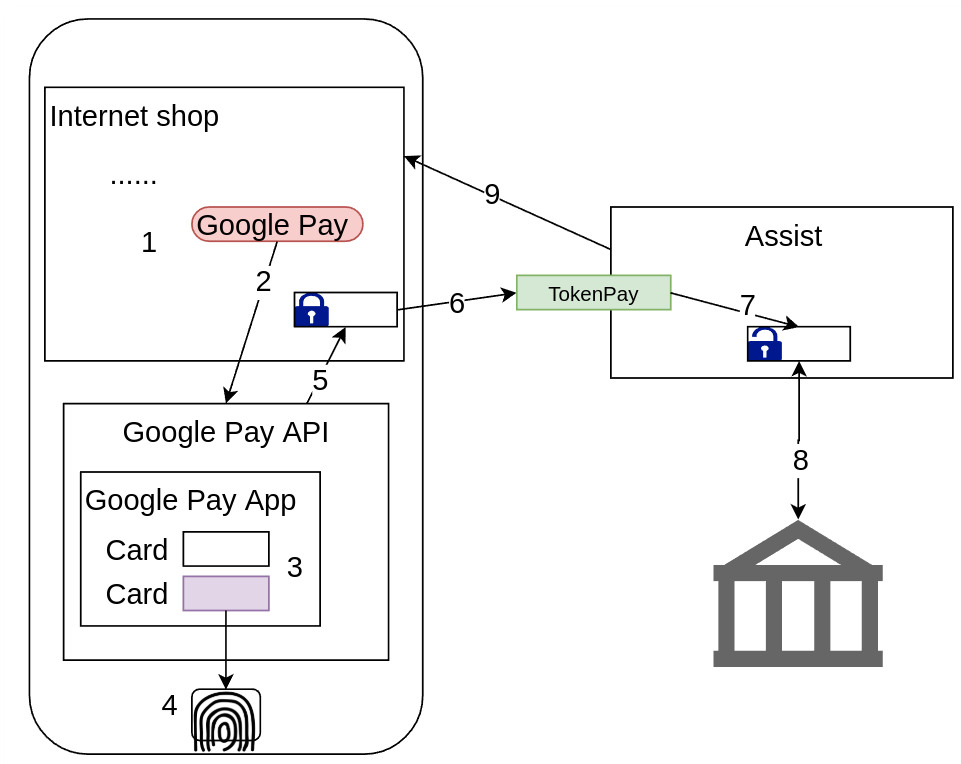 Internet shop
......
1
Google Pay
2
5
6
9
Google Pay API
Google Pay App
Card
Card
3
4
Assist
TokenPay
7
8